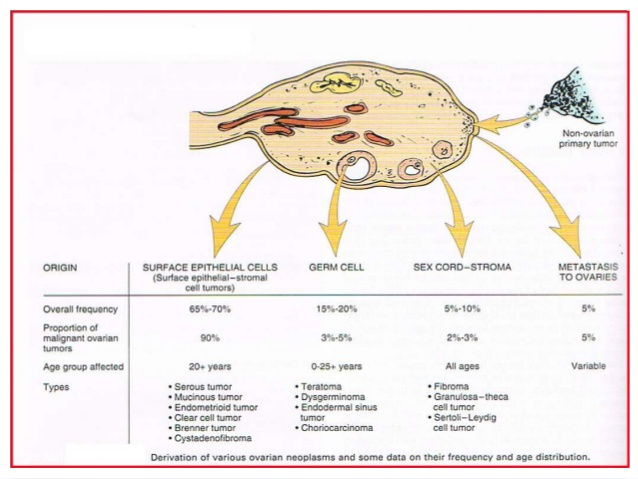 Non-ovarian
primary tumor
ORIGIN
SURFACE EPITHELIAL CELLS
(Surface epithelial–stromal
cell tumors)
GERM CELL
SEX CORD–STROMA
METASTASIS
TO OVARIES
Overall frequency
65%-70%
15%-20%
5%-10%
5%
Proportion of
malignant ovarian
tumors
90%
3%-5%
2%-3%
5%
Age group affected
20+ years
0-25+ years
All ages
Variable
Types
• Serous tumor
• Mucinous tumor
• Endometrioid tumor
• Clear cell tumor
• Brenner tumor
• Cystadenofibroma
• Teratoma
• Dysgerminoma
• Endodermal sinus
tumor
• Choriocarcinoma
• Fibroma
• Granulosa–theca
cell tumor
• Sertoli–Leydig
cell tumor
Derivation of various ovarian neoplasms and some data on their frequency and age distribution.